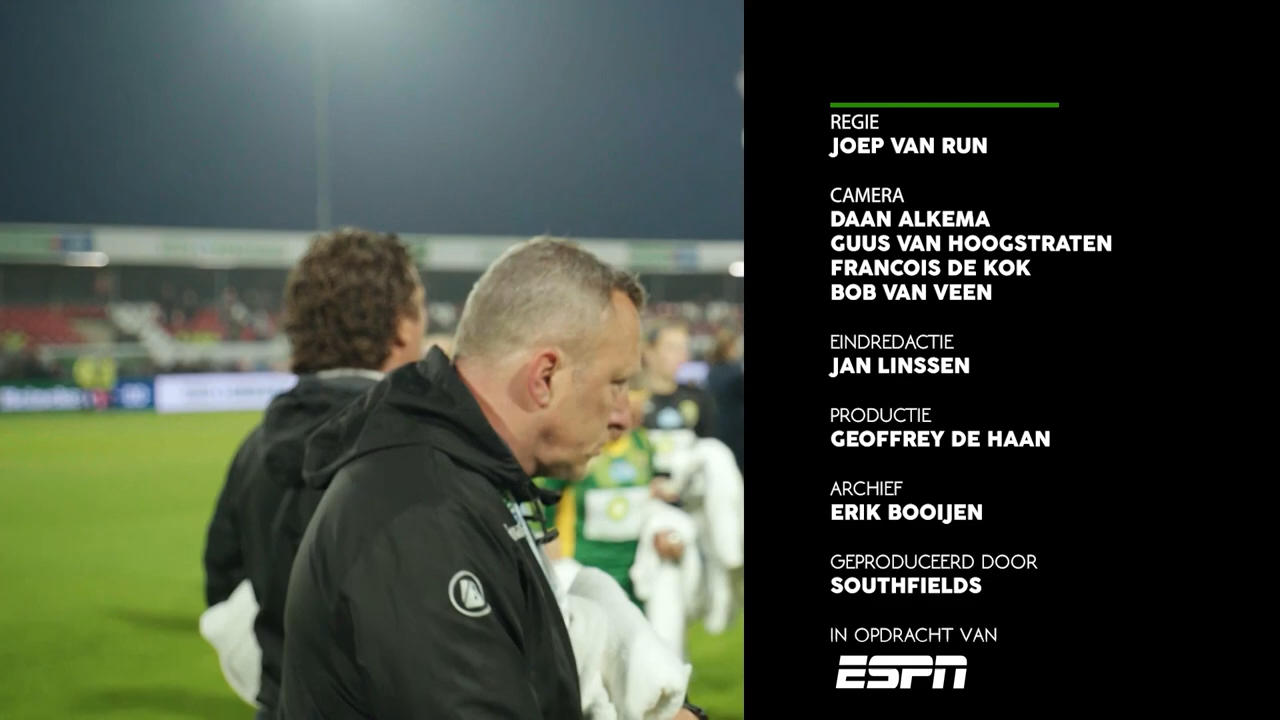 REGIE
JOEP VAN RUN
CAMERA
DAAN ALKEMA
GUUS VAN HOOGSTRATEN
FRANCOIS DE KOK
BOB VAN VEEN
EINDREDACTIE
JAN LINSSEN
PRODUCTIE
GEOFFREY DE HAAN
ARCHIEF
ERIK BOOIJEN
GEPRODUCEERD DOOR
SOUTHFIELDS
IN OPDRACHT VAN
ESPN